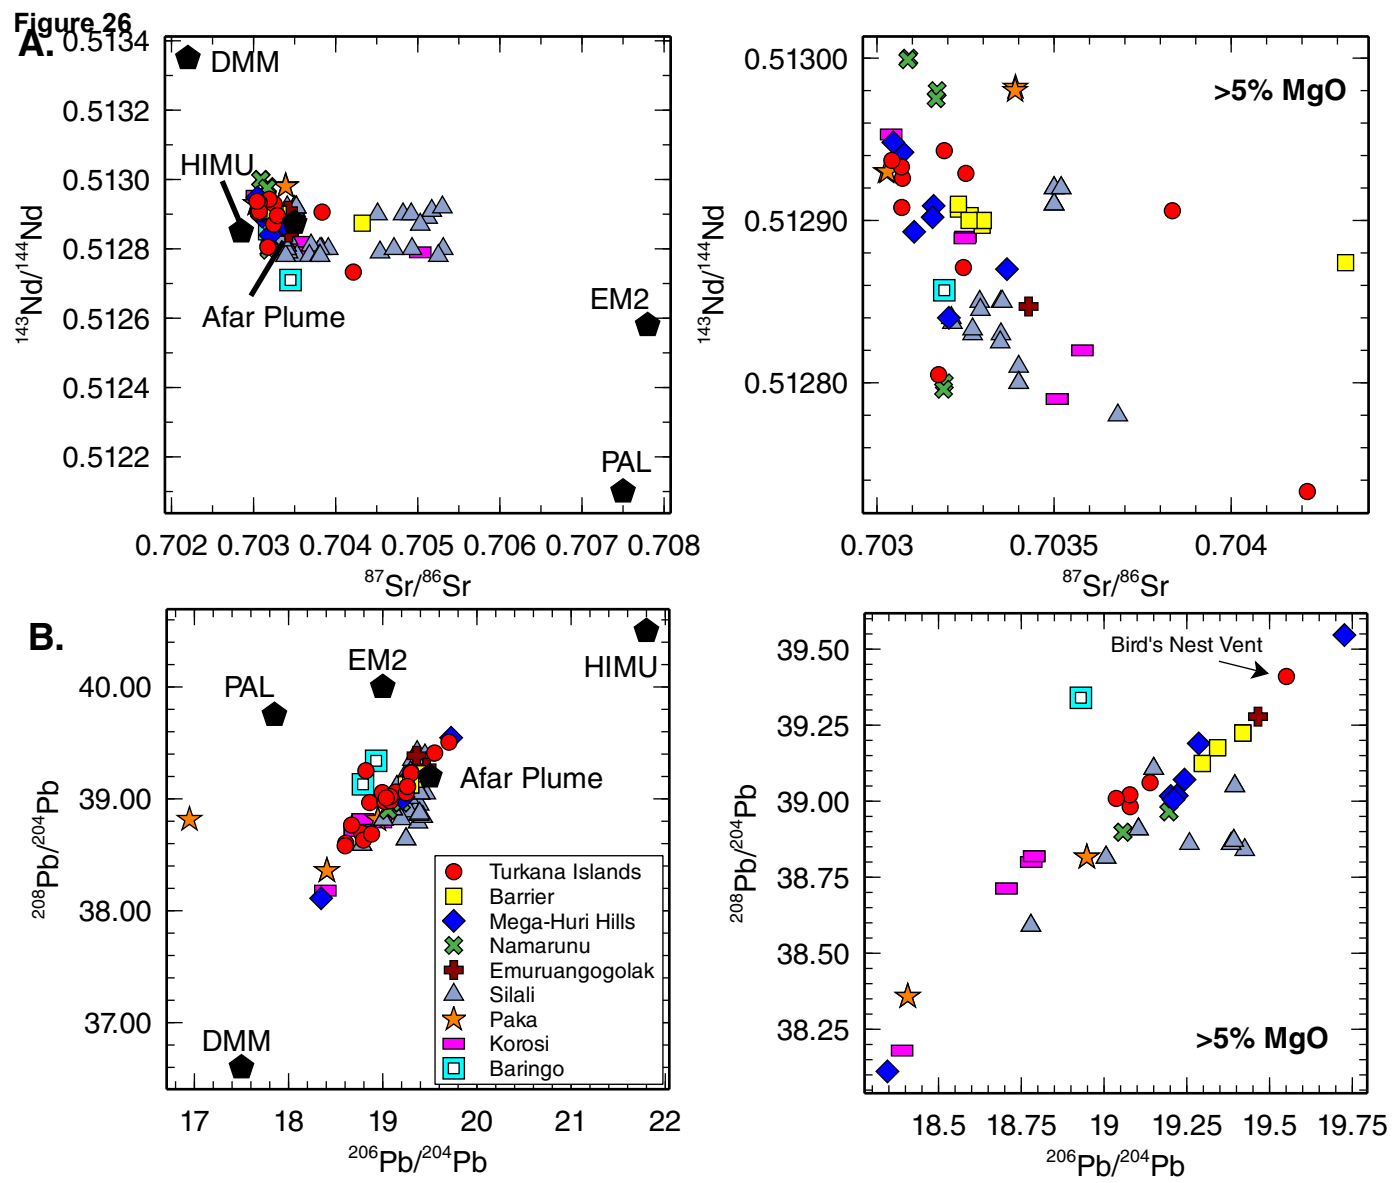 Figure 26
A.
0.5134
0.5132
0.5130
0.5128
0.5126
0.5124
0.5122
143Nd/144Nd
DMM
HIMU
Afar Plume
EM2
PAL
0.702 0.703 0.704 0.705 0.706 0.707 0.708
87Sr/86Sr
0.51300
0.51290
0.51280
143Nd/144Nd
>5% MgO
0.703 0.7035 0.704
87Sr/86Sr
B.
40.00
39.00
38.00
37.00
208Pb/204Pb
EM2
PAL
HIMU
Afar Plume
DMM
Turkana Islands
Barrier
Mega-Huri Hills
Namarunu
Emuruangogolak
Silali
Paka
Korosi
Baringo
17 18 19 20 21 22
206Pb/204Pb
39.50
39.25
39.00
38.75
38.50
38.25
208Pb/204Pb
Bird's Nest Vent
>5% MgO
18.5 18.75 19 19.25 19.5 19.75
206Pb/204Pb